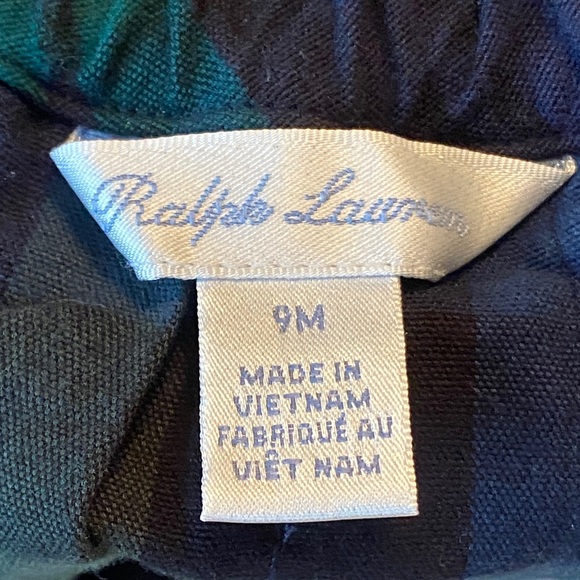 Ralph Lauren
9M
MADE IN
VIETNAM
FABRIQUÉ AU
VIÊT NAM